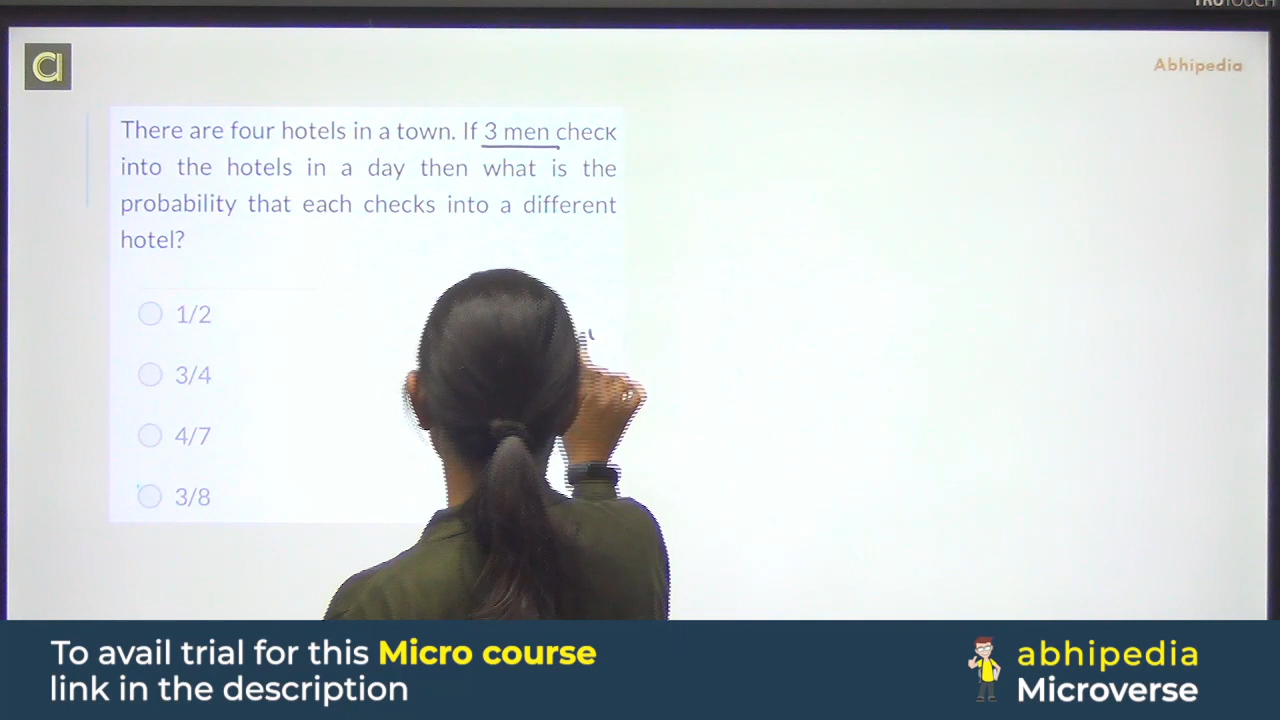 TRUTOUCH
Abhipedia
There are four hotels in a town. If 3 men check
into the hotels in a day then what is the
probability that each checks into a different
hotel?
1/2
3/4
4/7
3/8
To avail trial for this Micro course
link in the description
abhipedia
Microverse